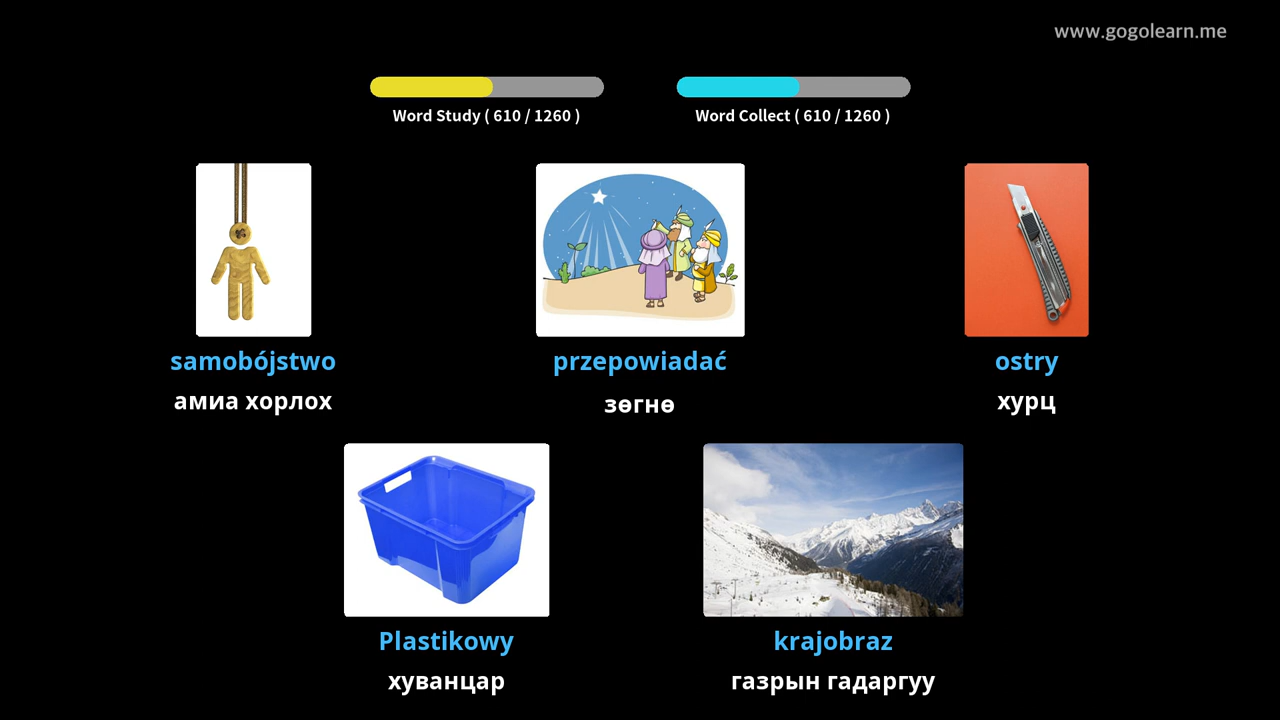 www.gogolearn.me
Word Study ( 610 / 1260 )
Word Collect ( 610 / 1260 )
samobójstwo
амиа хорлох
przepowiadać
зөгнө
ostry
хурц
Plastikowy
хуванцар
krajobraz
газрын гадаргуу